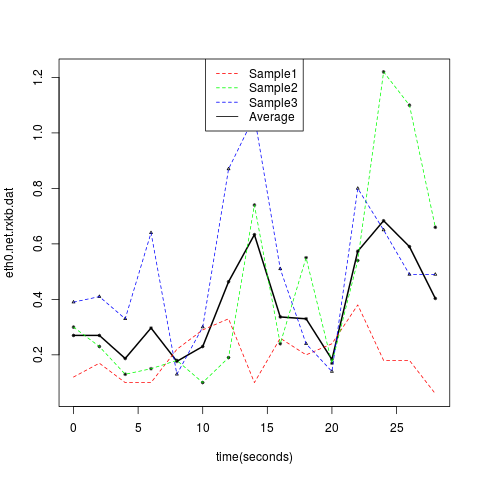 Sample1
Sample2
Sample3
Average
eth0.net.rxkb.dat
1.2
1.0
0.8
0.6
0.4
0.2
0 5 10 15 20 25
time(seconds)